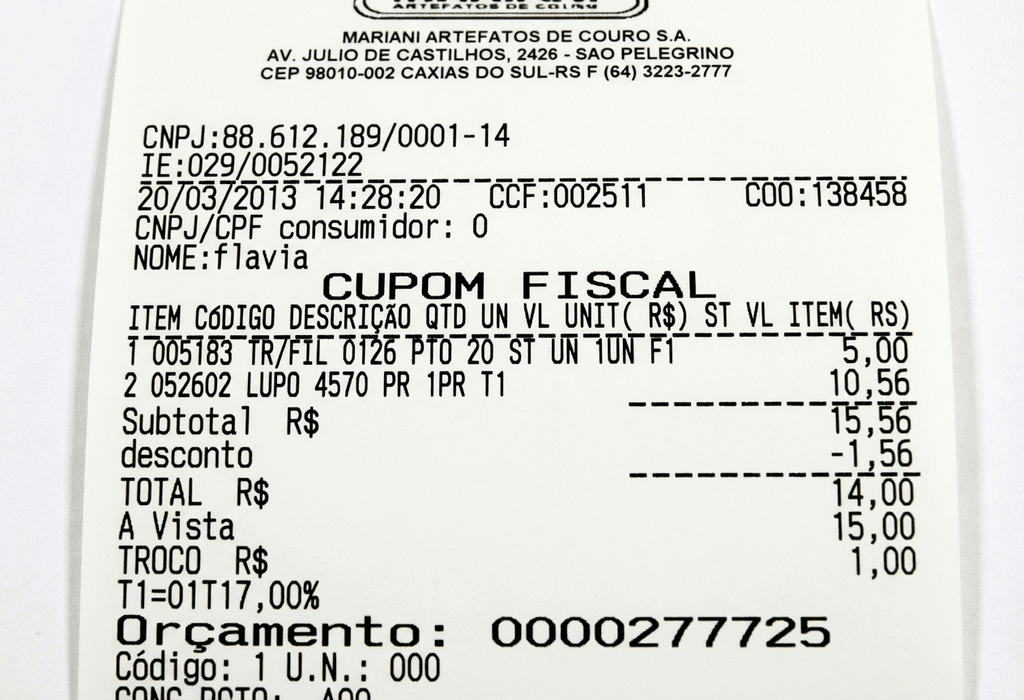 ARTEFATOS DE COURO
MARIANI ARTEFATOS DE COURO S.A.
AV. JULIO DE CASTILHOS, 2426 - SAO PELEGRINO
CEP 98010-002 CAXIAS DO SUL-RS F (64) 3223-2777
CNPJ:88.612.189/0001-14
IE:029/0052122
20/03/2013 14:28:20 CCF:002511 COO:138458
CNPJ/CPF consumidor: 0
NOME:flavia
CUPOM FISCAL
ITEM CóDIGO DESCRIÇÃO QTD UN VL UNIT( R$) ST VL ITEM( RS)
1 005183 TR/FIL 0126 PTO 20 ST UN 1UN F1 5,00
2 052602 LUPO 4570 PR 1PR T1 10,56
Subtotal R$ 15,56
desconto -1,56
TOTAL R$ 14,00
A Vista 15,00
TROCO R$ 1,00
T1=01T17,00%
Orçamento: 0000277725
Código: 1 U.N.: 000